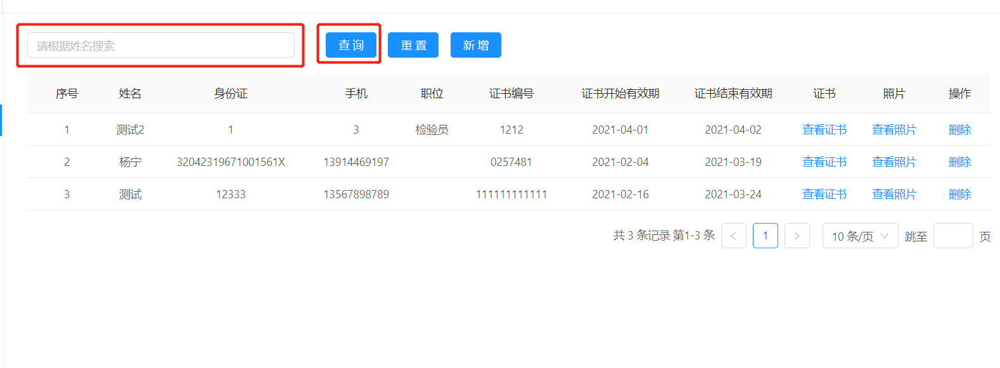 请根据姓名搜索 查询 重置 新增
序号 姓名 身份证 手机 职位 证书编号 证书开始有效期 证书结束有效期 证书 照片 操作
1 测试2 1 3 检验员 1212 2021-04-01 2021-04-02 查看证书 查看照片 删除
2 杨宁 32042319671001561X 13914469197 0257481 2021-02-04 2021-03-19 查看证书 查看照片 删除
3 测试 12333 13567898789 111111111111 2021-02-16 2021-03-24 查看证书 查看照片 删除
共 3 条记录 第1-3 条 < 1 > 10 条/页 跳至 页